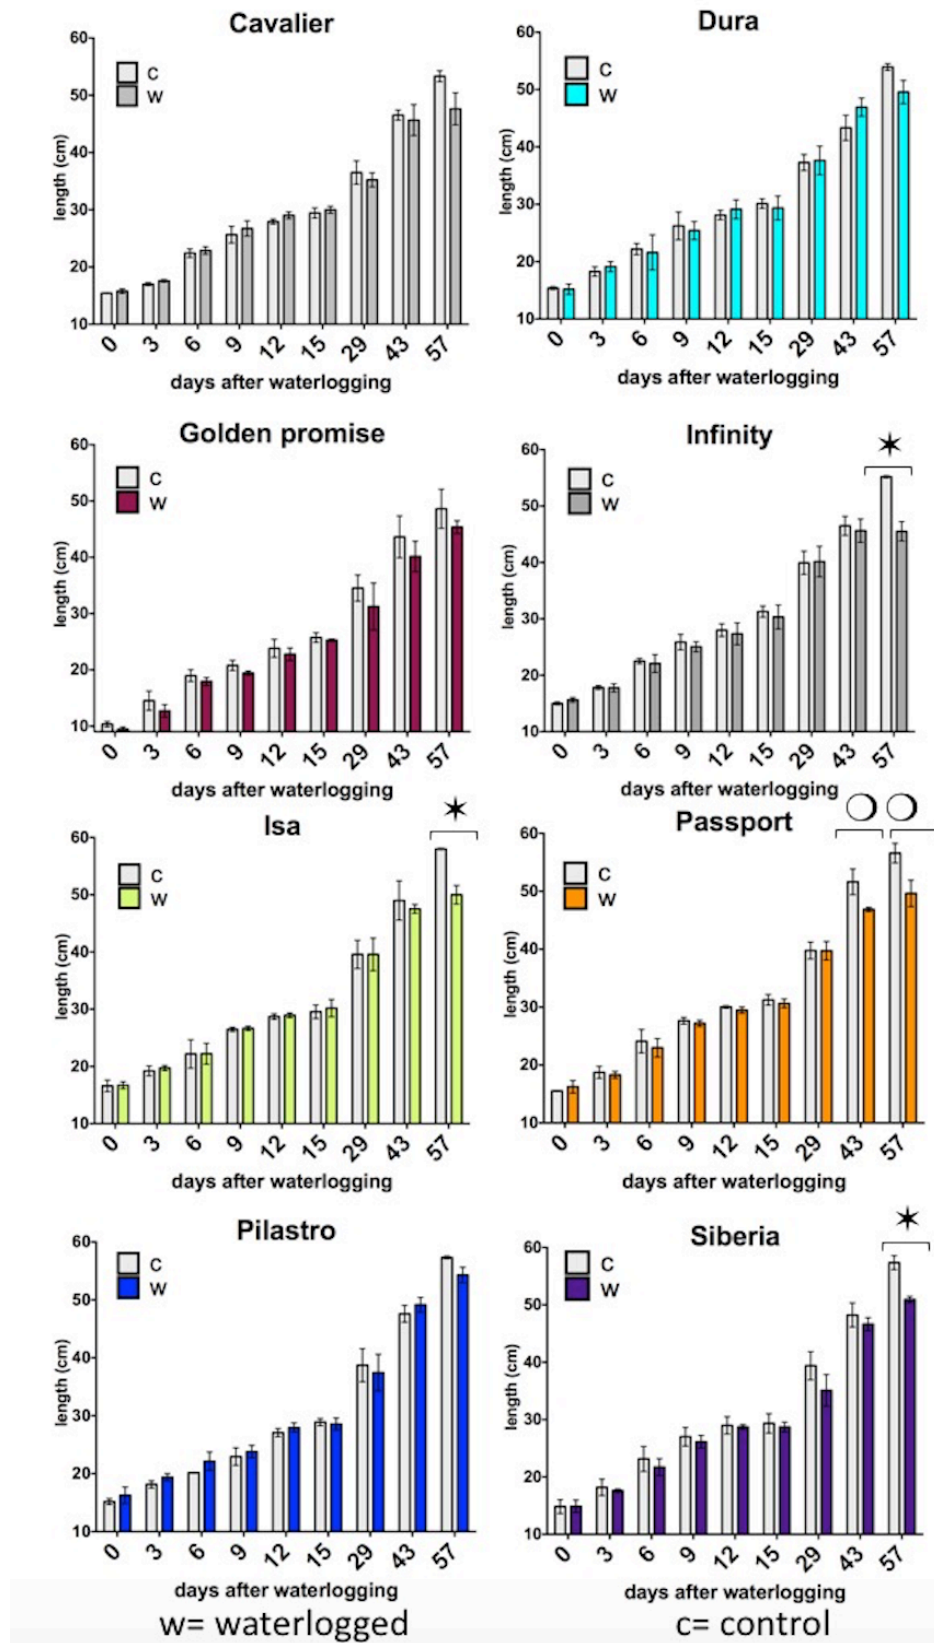 Cavalier
60
50
40
30
20
10
length (cm)
C
W
0 3 6 9 12 15 29 43 57
days after waterlogging
Dura
60
50
40
30
20
10
length (cm)
C
W
0 3 6 9 12 15 29 43 57
days after waterlogging
Golden promise
60
50
40
30
20
10
length (cm)
C
W
0 3 6 9 12 15 29 43 57
days after waterlogging
Infinity
60
50
40
30
20
10
length (cm)
C
W
0 3 6 9 12 15 29 43 57
days after waterlogging
Isa
60
50
40
30
20
10
length (cm)
C
W
0 3 6 9 12 15 29 43 57
days after waterlogging
Passport
60
50
40
30
20
10
length (cm)
C
W
0 3 6 9 12 15 29 43 57
days after waterlogging
Pilastro
60
50
40
30
20
10
length (cm)
C
W
0 3 6 9 12 15 29 43 57
days after waterlogging
Siberia
60
50
40
30
20
10
length (cm)
C
W
0 3 6 9 12 15 29 43 57
days after waterlogging
w= waterlogged
c= control